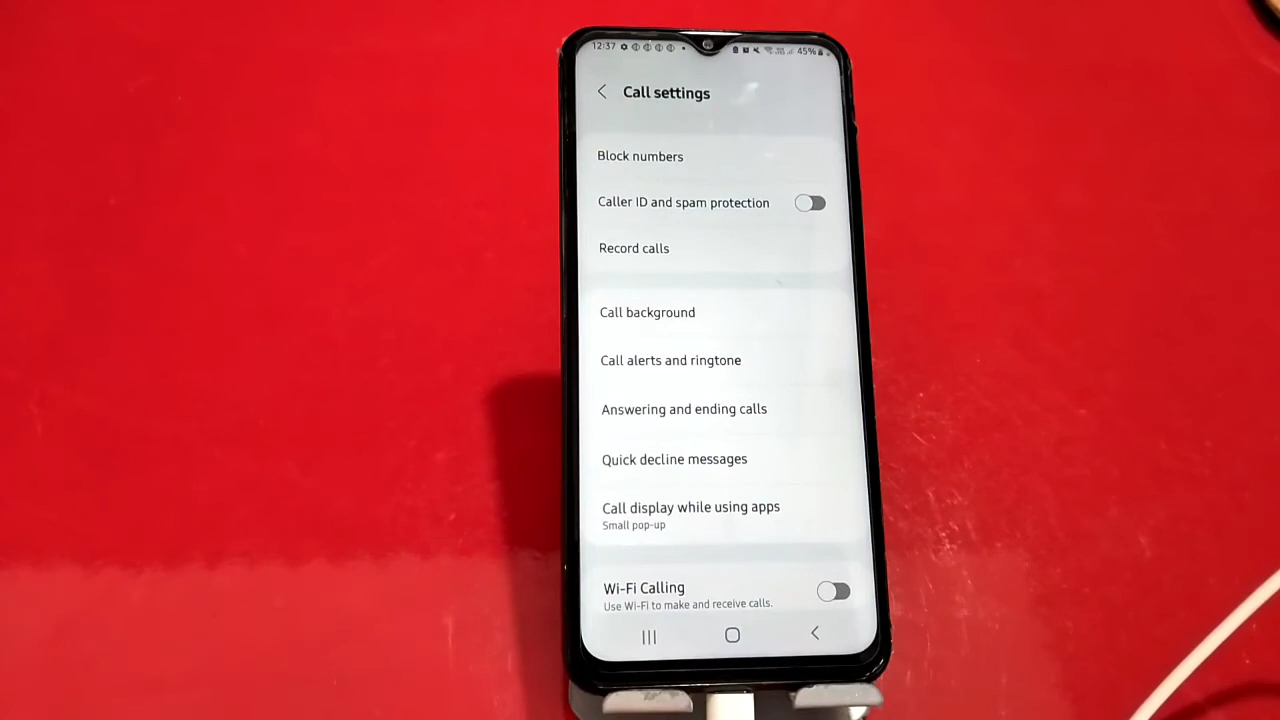 12:37 45%
Call settings
Block numbers
Caller ID and spam protection
Record calls
Call background
Call alerts and ringtone
Answering and ending calls
Quick decline messages
Call display while using apps
Small pop-up
Wi-Fi Calling
Use Wi-Fi to make and receive calls.